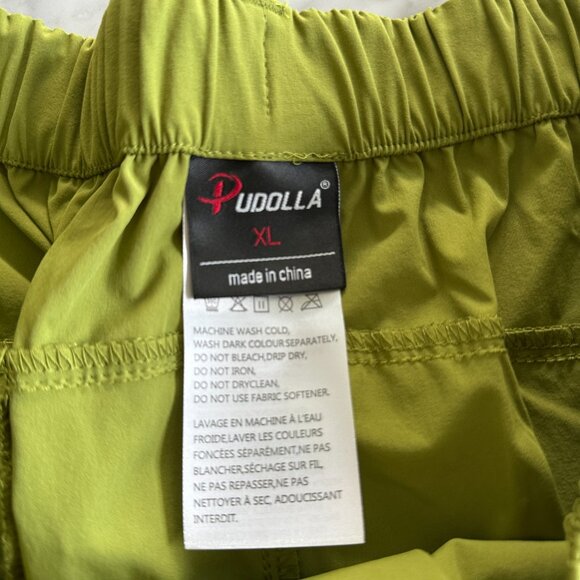 PUDOLLA®
XL
made in china
MACHINE WASH COLD,
WASH DARK COLOUR SEPARATELY,
DO NOT BLEACH,DRIP DRY,
DO NOT IRON,
DO NOT DRYCLEAN,
DO NOT USE FABRIC SOFTENER.
LAVAGE EN MACHINE À L'EAU
FROIDE,LAVER LES COULEURS
FONCÉES SÉPARÉMENT,NE PAS
BLANCHER,SÉCHAGE SUR FIL,
NE PAS REPASSER,NE PAS
NETTOYER À SEC, ADOUCISSANT
INTERDIT.